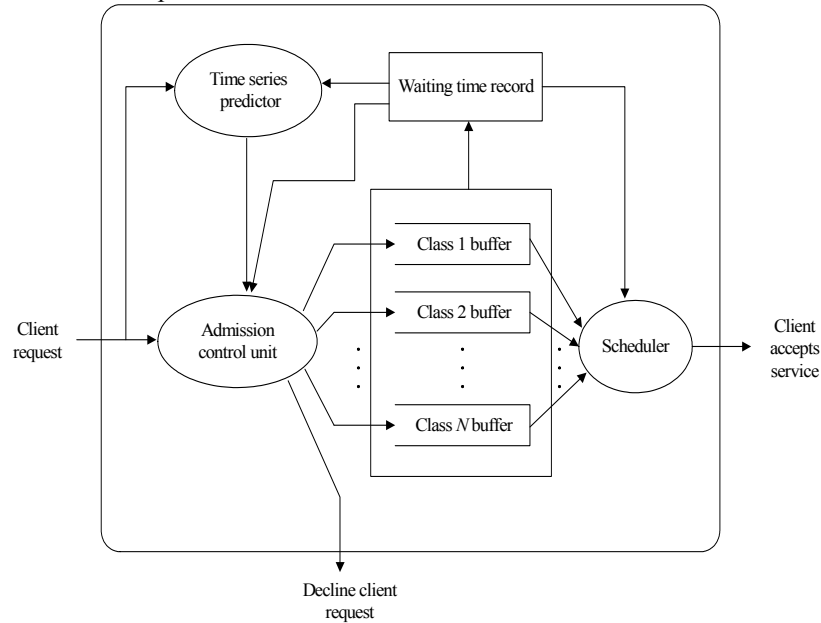 Time series
predictor
Waiting time record
Class 1 buffer
Client
request
Admission
control unit
Class 2 buffer
Scheduler
Client
accepts
service
Class N buffer
Decline client
request